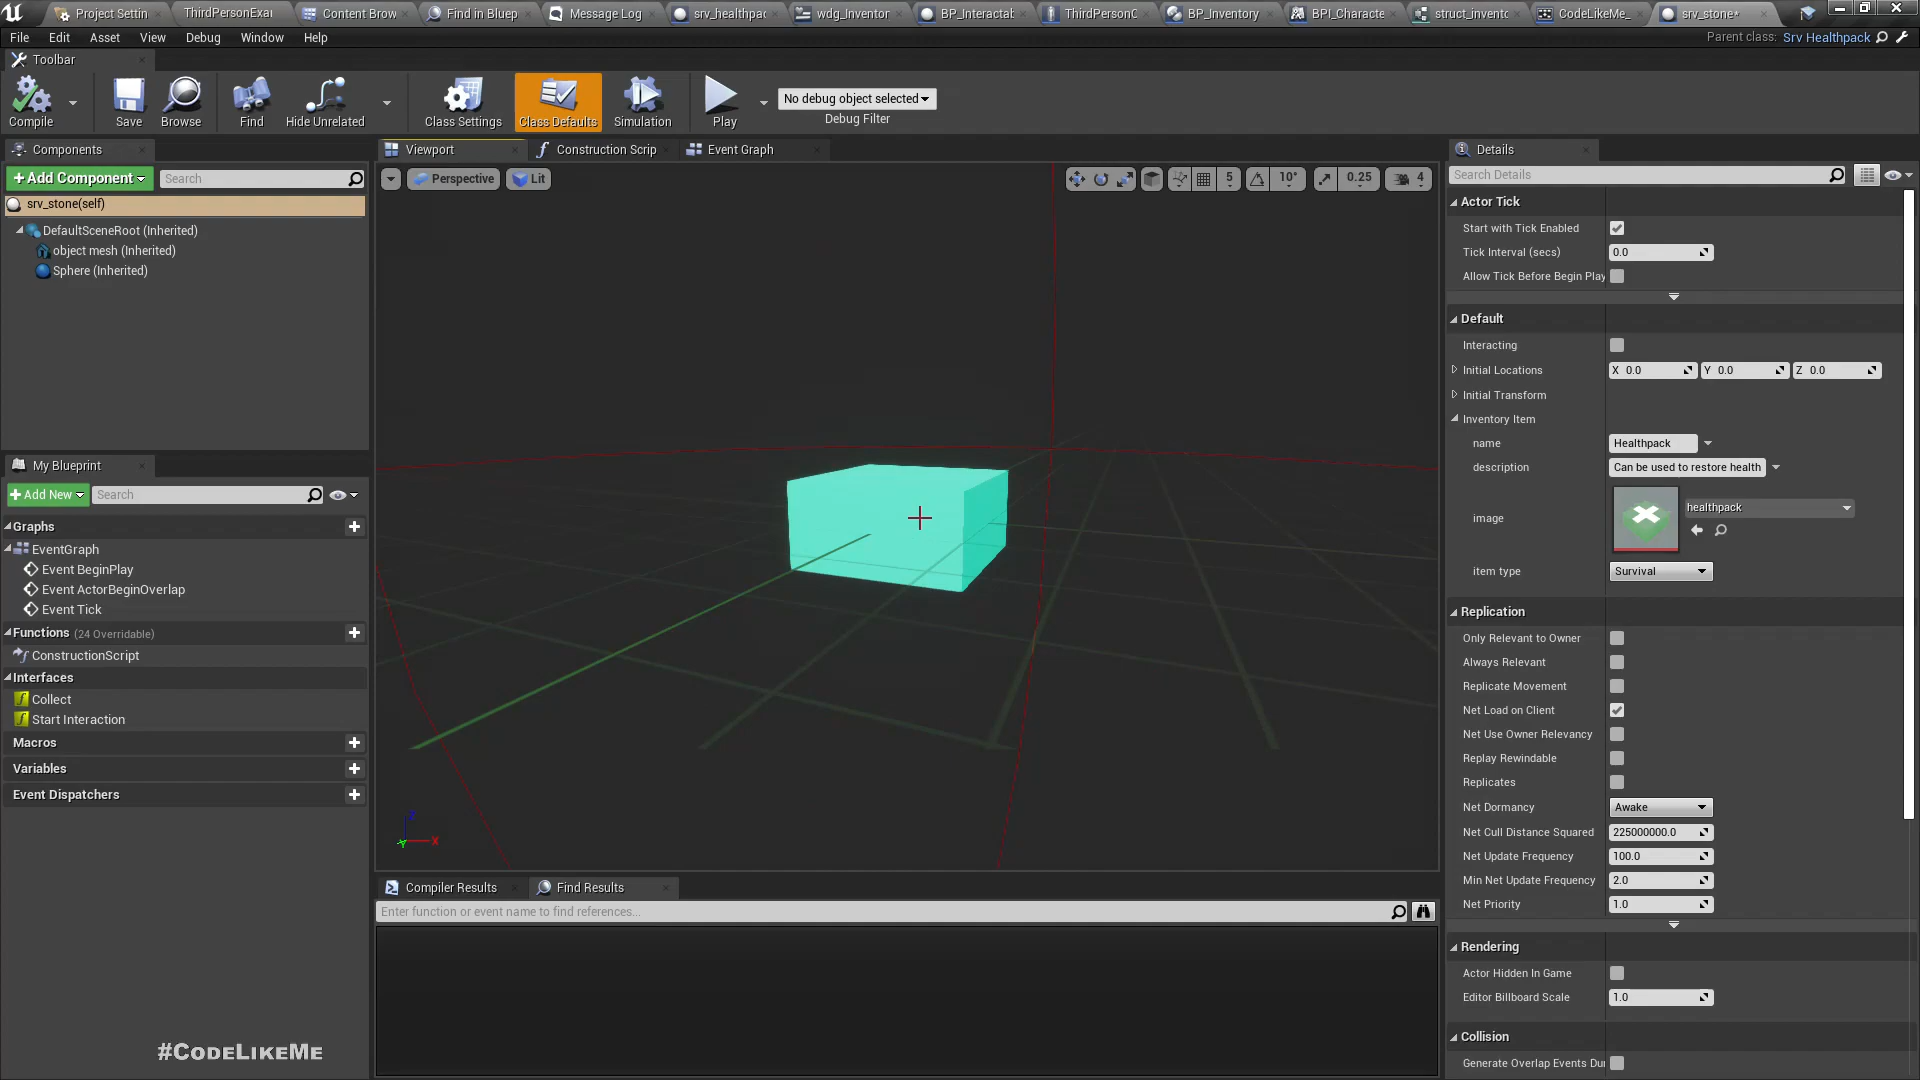 Project Settin
ThirdPersonExa
Content Brow
Find in Bluep
Message Log
srv_healthpac
wdg_Inventor
BP_Interactab
ThirdPersonC
BP_Inventory
BPI_Characte
struct_invento
CodeLikeMe_
srv_stone*
File Edit Asset View Debug Window Help
Parent class: Srv Healthpack
Toolbar
Compile
Save
Browse
Find
Hide Unrelated
Class Settings
Class Defaults
Simulation
Play
No debug object selected
Debug Filter
Components
+ Add Component
Search
srv_stone(self)
DefaultSceneRoot (Inherited)
object mesh (Inherited)
Sphere (Inherited)
My Blueprint
+ Add New
Search
Graphs
EventGraph
Event BeginPlay
Event ActorBeginOverlap
Event Tick
Functions (24 Overridable)
ConstructionScript
Interfaces
Collect
Start Interaction
Macros
Variables
Event Dispatchers
#CodeLikeMe
Viewport
Construction Scrip
Event Graph
Perspective
Lit
5
10°
0.25
4
Z
X
Y
Compiler Results
Find Results
Enter function or event name to find references...
Details
Search Details
Actor Tick
Start with Tick Enabled
Tick Interval (secs) 0.0
Allow Tick Before Begin Play
Default
Interacting
Initial Locations X 0.0 Y 0.0 Z 0.0
Initial Transform
Inventory Item
name Healthpack
description Can be used to restore health
image healthpack
item type Survival
Replication
Only Relevant to Owner
Always Relevant
Replicate Movement
Net Load on Client
Net Use Owner Relevancy
Replay Rewindable
Replicates
Net Dormancy Awake
Net Cull Distance Squared 225000000.0
Net Update Frequency 100.0
Min Net Update Frequency 2.0
Net Priority 1.0
Rendering
Actor Hidden In Game
Editor Billboard Scale 1.0
Collision
Generate Overlap Events Dur